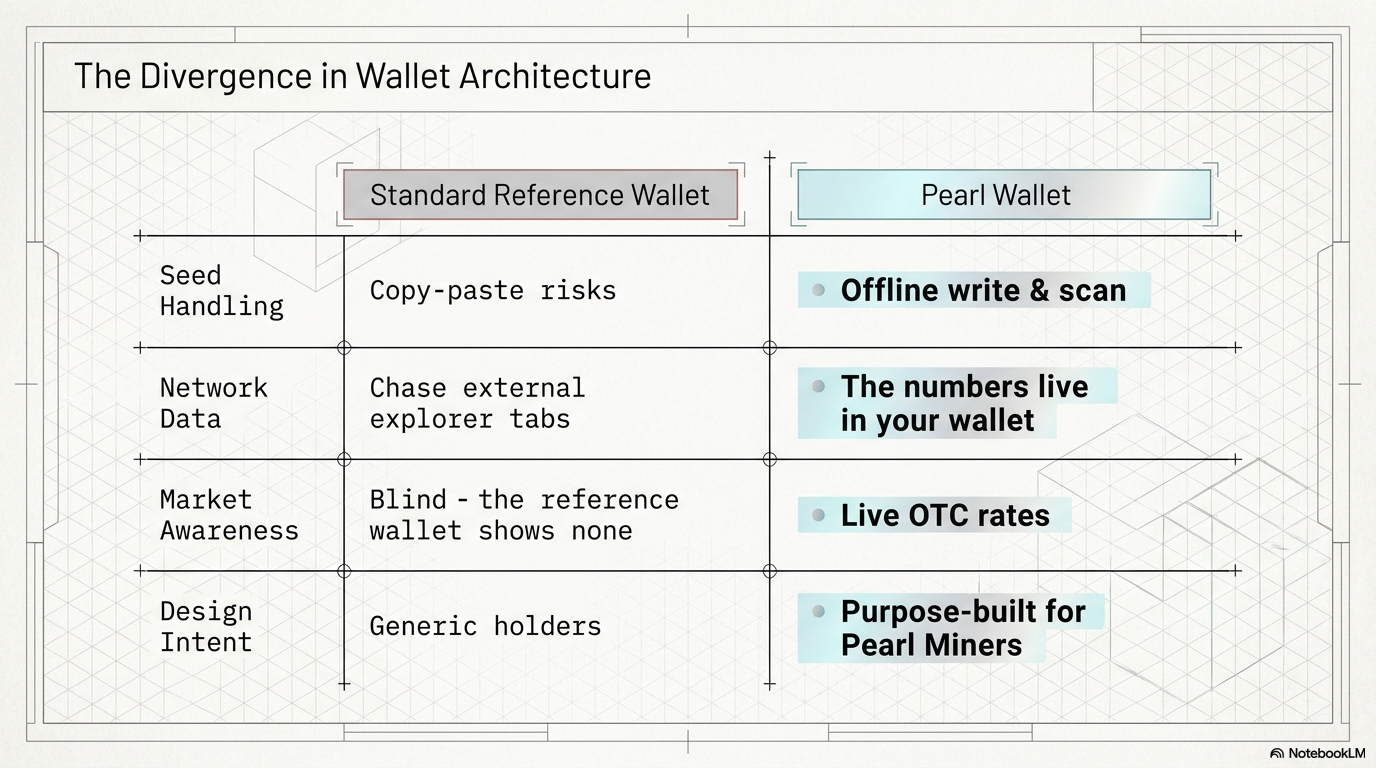 The Divergence in Wallet Architecture
Standard Reference Wallet
Pearl Wallet
Seed
Handling
Copy-paste risks
Offline write & scan
Network
Data
Chase external
explorer tabs
The numbers live
in your wallet
Market
Awareness
Blind - the reference
wallet shows none
Live OTC rates
Design
Intent
Generic holders
Purpose-built for
Pearl Miners
NotebookLM